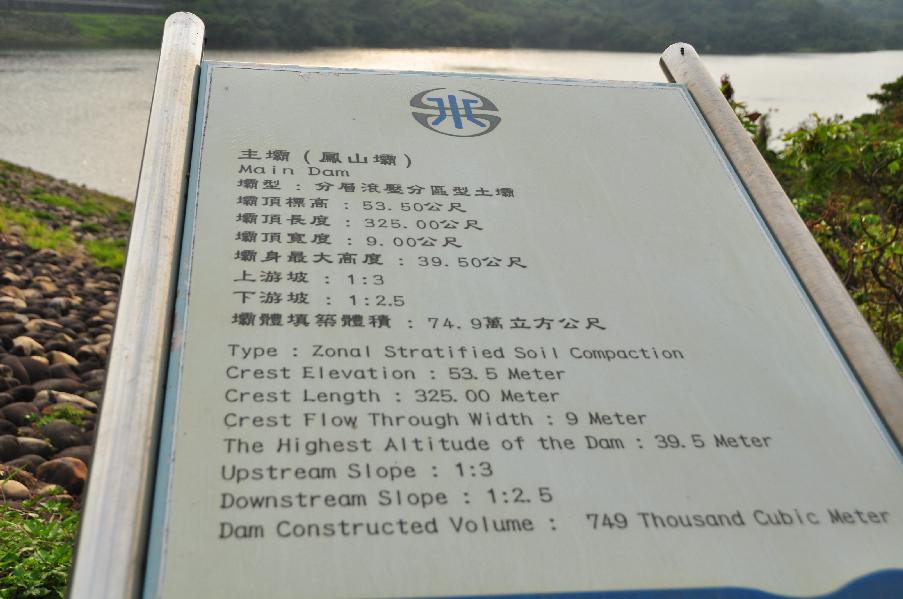 主壩（鳳山壩）
Main Dam
壩型：分層滾壓分區型土壩
壩頂標高：53.50公尺
壩頂長度：325.00公尺
壩頂寬度：9.00公尺
壩身最大高度：39.50公尺
上游坡：1:3
下游坡：1:2.5
壩體填築體積：74.9萬立方公尺
Type : Zonal Stratified Soil Compaction
Crest Elevation : 53.5 Meter
Crest Length : 325.00 Meter
Crest Flow Through Width : 9 Meter
The Highest Altitude of the Dam : 39.5 Meter
Upstream Slope : 1:3
Downstream Slope : 1:2.5
Dam Constructed Volume : 749 Thousand Cubic Meter